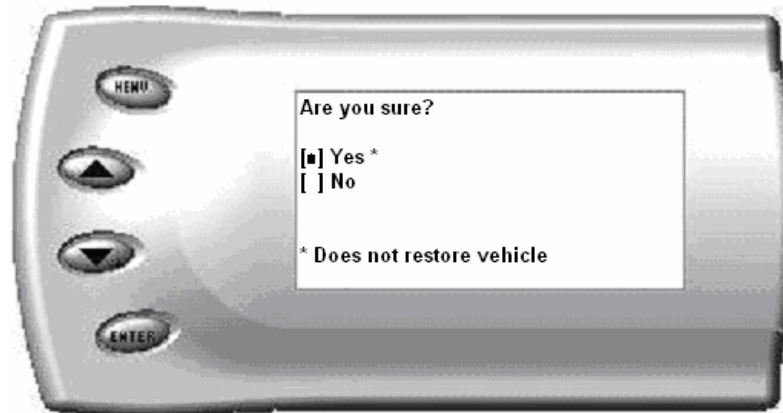 MENU
Are you sure?
[■] Yes *
[ ] No
* Does not restore vehicle
ENTER